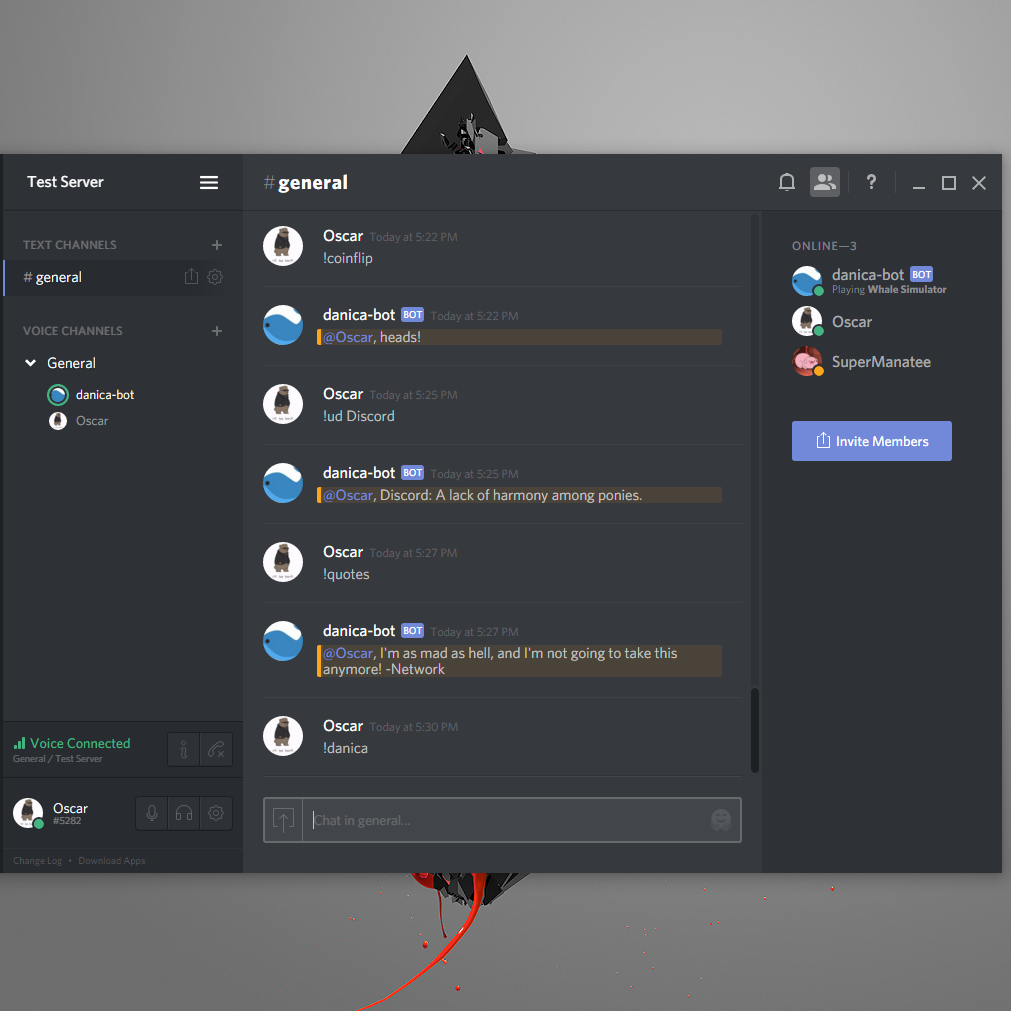 Test Server
TEXT CHANNELS +
# general
VOICE CHANNELS +
General
danica-bot
Oscar
Voice Connected
General / Test Server
Oscar
#5282
Change Log • Download Apps
#general
?
Oscar Today at 5:22 PM
!coinflip
danica-bot BOT Today at 5:22 PM
@Oscar, heads!
Oscar Today at 5:25 PM
!ud Discord
danica-bot BOT Today at 5:25 PM
@Oscar, Discord: A lack of harmony among ponies.
Oscar Today at 5:27 PM
!quotes
danica-bot BOT Today at 5:27 PM
@Oscar, I'm as mad as hell, and I'm not going to take this
anymore! -Network
Oscar Today at 5:30 PM
!danica
Chat in general...
ONLINE—3
danica-bot BOT
Playing Whale Simulator
Oscar
SuperManatee
Invite Members